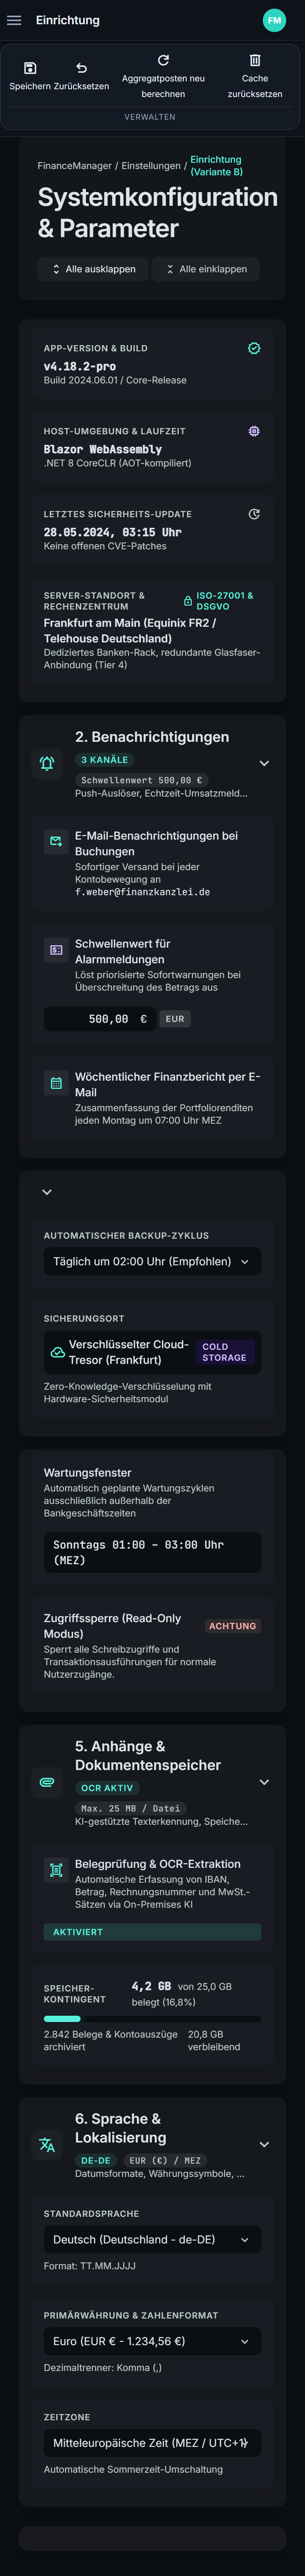 Einrichtung
FM
Speichern
Zurücksetzen
Aggregatposten neu
berechnen
Cache
zurücksetzen
VERWALTEN
FinanceManager / Einstellungen / Einrichtung
(Variante B)
Systemkonfiguration
& Parameter
Alle ausklappen
Alle einklappen
APP-VERSION & BUILD
v4.18.2-pro
Build 2024.06.01 / Core-Release
HOST-UMGEBUNG & LAUFZEIT
Blazor WebAssembly
.NET 8 CoreCLR (AOT-kompiliert)
LETZTES SICHERHEITS-UPDATE
28.05.2024, 03:15 Uhr
Keine offenen CVE-Patches
SERVER-STANDORT &
RECHENZENTRUM
ISO-27001 &
DSGVO
Frankfurt am Main (Equinix FR2 /
Telehouse Deutschland)
Dediziertes Banken-Rack, redundante Glasfaser-
Anbindung (Tier 4)
2. Benachrichtigungen
3 KANÄLE
Schwellenwert 500,00 €
Push-Auslöser, Echtzeit-Umsatzmeld...
E-Mail-Benachrichtigungen bei
Buchungen
Sofortiger Versand bei jeder
Kontobewegung an
f.weber@finanzkanzlei.de
Schwellenwert für
Alarmmeldungen
Löst priorisierte Sofortwarnungen bei
Überschreitung des Betrags aus
500,00 €
EUR
Wöchentlicher Finanzbericht per E-
Mail
Zusammenfassung der Portfoliorenditen
jeden Montag um 07:00 Uhr MEZ
AUTOMATISCHER BACKUP-ZYKLUS
Täglich um 02:00 Uhr (Empfohlen)
SICHERUNGSORT
Verschlüsselter Cloud-
Tresor (Frankfurt)
COLD
STORAGE
Zero-Knowledge-Verschlüsselung mit
Hardware-Sicherheitsmodul
Wartungsfenster
Automatisch geplante Wartungszyklen
ausschließlich außerhalb der
Bankgeschäftszeiten
Sonntags 01:00 – 03:00 Uhr
(MEZ)
Zugriffssperre (Read-Only
Modus)
ACHTUNG
Sperrt alle Schreibzugriffe und
Transaktionsausführungen für normale
Nutzerzugänge.
5. Anhänge &
Dokumentenspeicher
OCR AKTIV
Max. 25 MB / Datei
KI-gestützte Texterkennung, Speiche...
Belegprüfung & OCR-Extraktion
Automatische Erfassung von IBAN,
Betrag, Rechnungsnummer und MwSt.-
Sätzen via On-Premises KI
AKTIVIERT
SPEICHER-
KONTINGENT
4,2 GB von 25,0 GB
belegt (16,8%)
2.842 Belege & Kontoauszüge
archiviert
20,8 GB
verbleibend
6. Sprache &
Lokalisierung
DE-DE
EUR (€) / MEZ
Datumsformate, Währungssymbole, ...
STANDARDSPRACHE
Deutsch (Deutschland - de-DE)
Format: TT.MM.JJJJ
PRIMÄRWÄHRUNG & ZAHLENFORMAT
Euro (EUR € - 1.234,56 €)
Dezimaltrenner: Komma (,)
ZEITZONE
Mitteleuropäische Zeit (MEZ / UTC+1)
Automatische Sommerzeit-Umschaltung